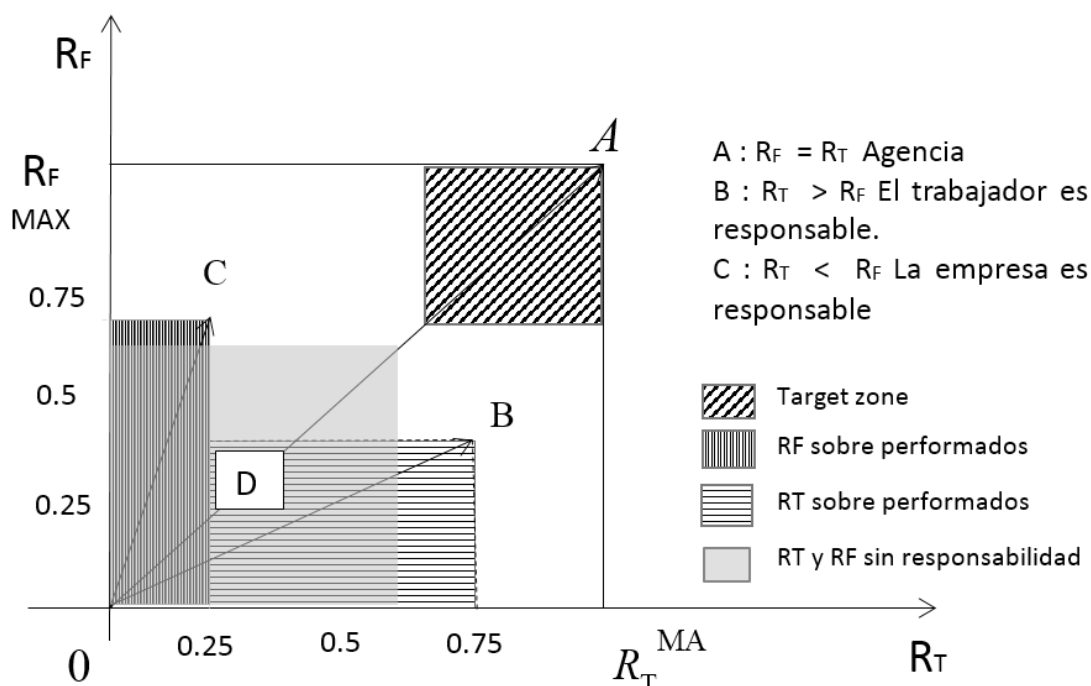 RF
A
RF
MAX
C
0.75
0.5
B
D
0.25
0
0.25
0.5
0.75
RT MA
RT
A : RF = RT Agencia
B : RT > RF El trabajador es
responsable.
C : RT < RF La empresa es
responsable
Target zone
RF sobre performados
RT sobre performados
RT y RF sin responsabilidad